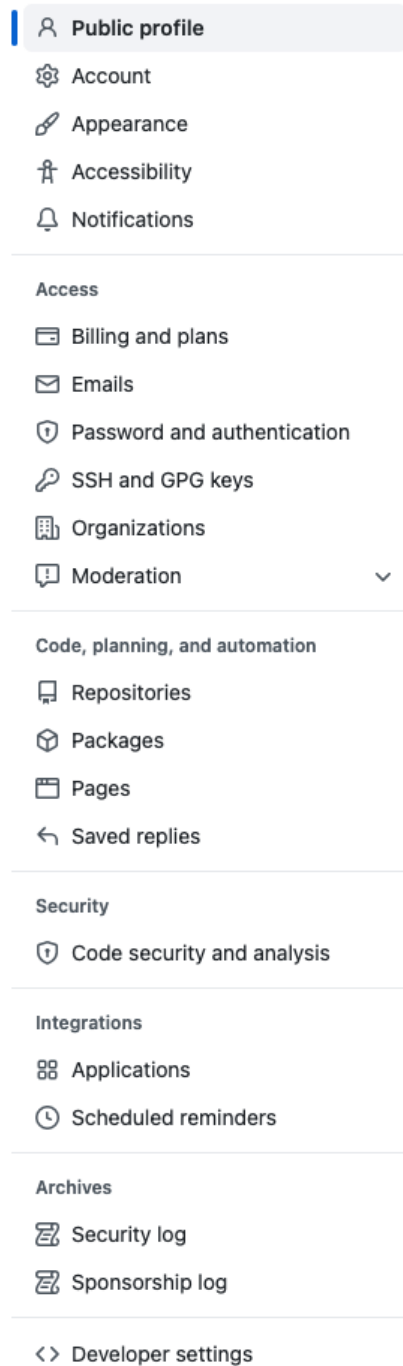 Public profile
Account
Appearance
Accessibility
Notifications
Access
Billing and plans
Emails
Password and authentication
SSH and GPG keys
Organizations
Moderation
Code, planning, and automation
Repositories
Packages
Pages
Saved replies
Security
Code security and analysis
Integrations
Applications
Scheduled reminders
Archives
Security log
Sponsorship log
Developer settings